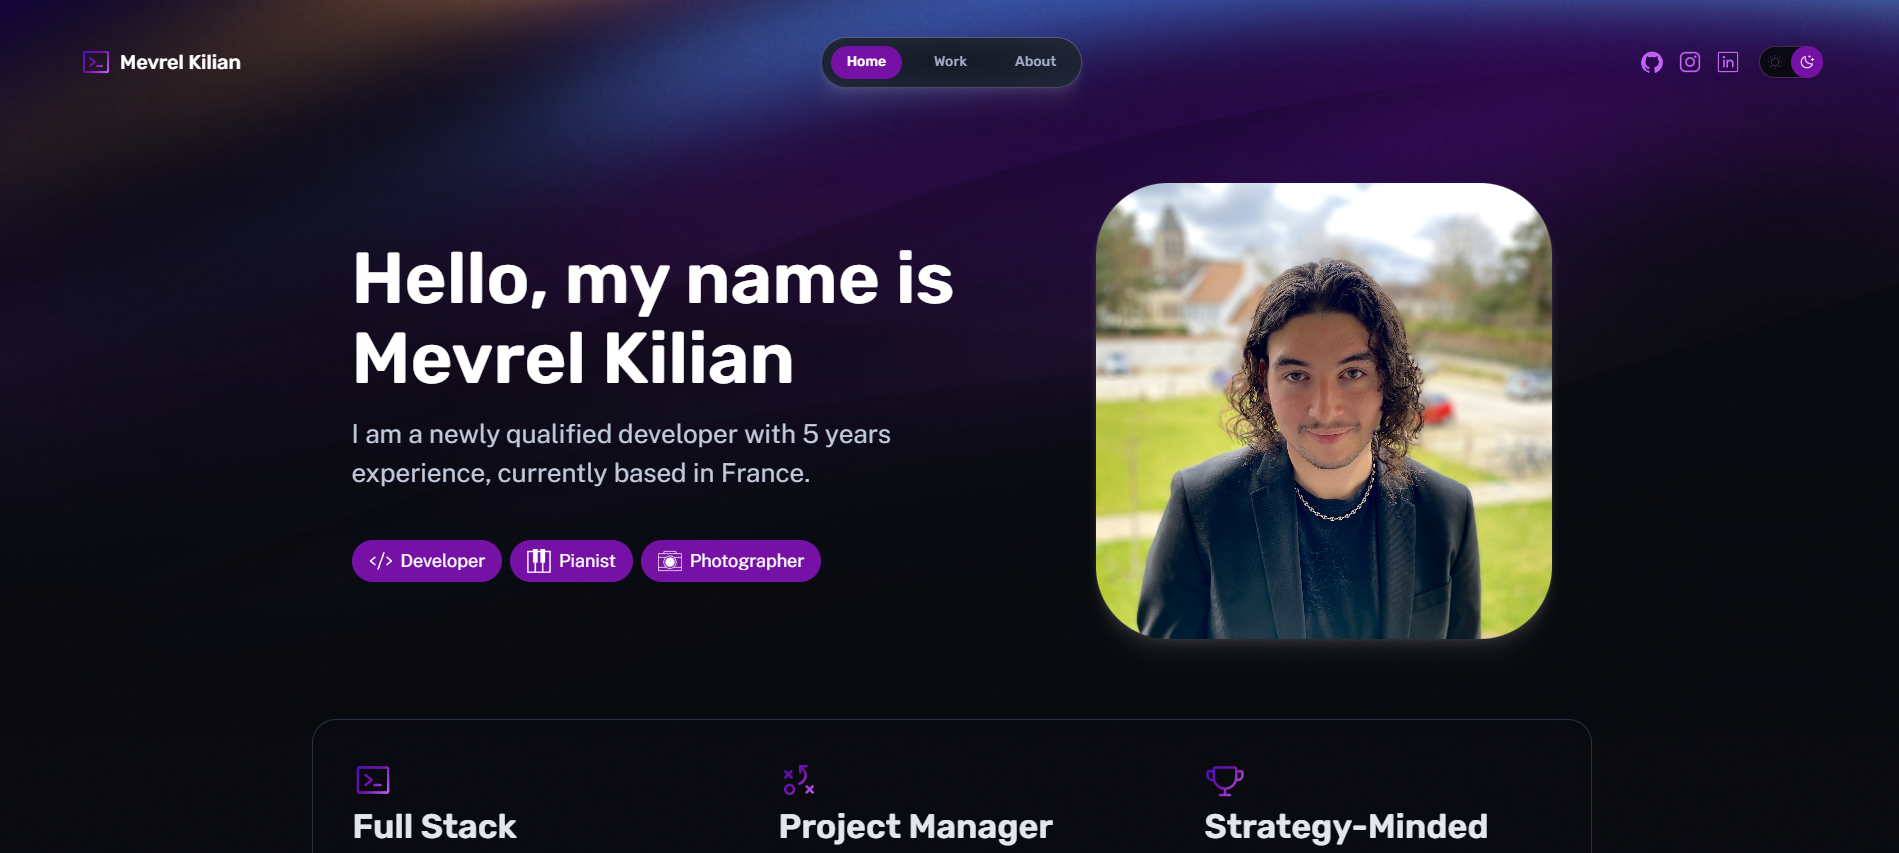 Mevrel Kilian
Home
Work
About
Hello, my name is
Mevrel Kilian
I am a newly qualified developer with 5 years
experience, currently based in France.
Developer
Pianist
Photographer
Full Stack
Project Manager
Strategy-Minded